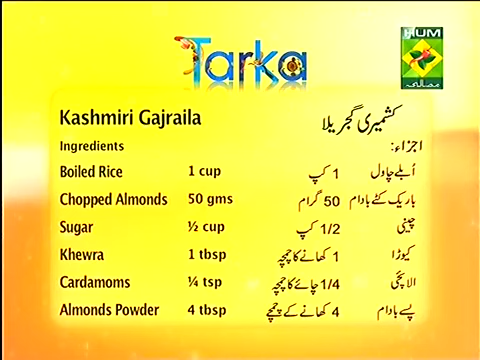 Tarka
HUM
مصالحہ
Kashmiri Gajraila کشمیری گجریلا
Ingredients اجزاء:
Boiled Rice 1 cup 1 کپ اُبلے چاول
Chopped Almonds 50 gms 50 گرام باریک کٹے بادام
Sugar ½ cup 1/2 کپ چینی
Khewra 1 tbsp 1 کھانے کا چمچہ کیوڑا
Cardamoms ¼ tsp 1/4 چائے کا چمچہ الائچی
Almonds Powder 4 tbsp 4 کھانے کے چمچے پسے بادام